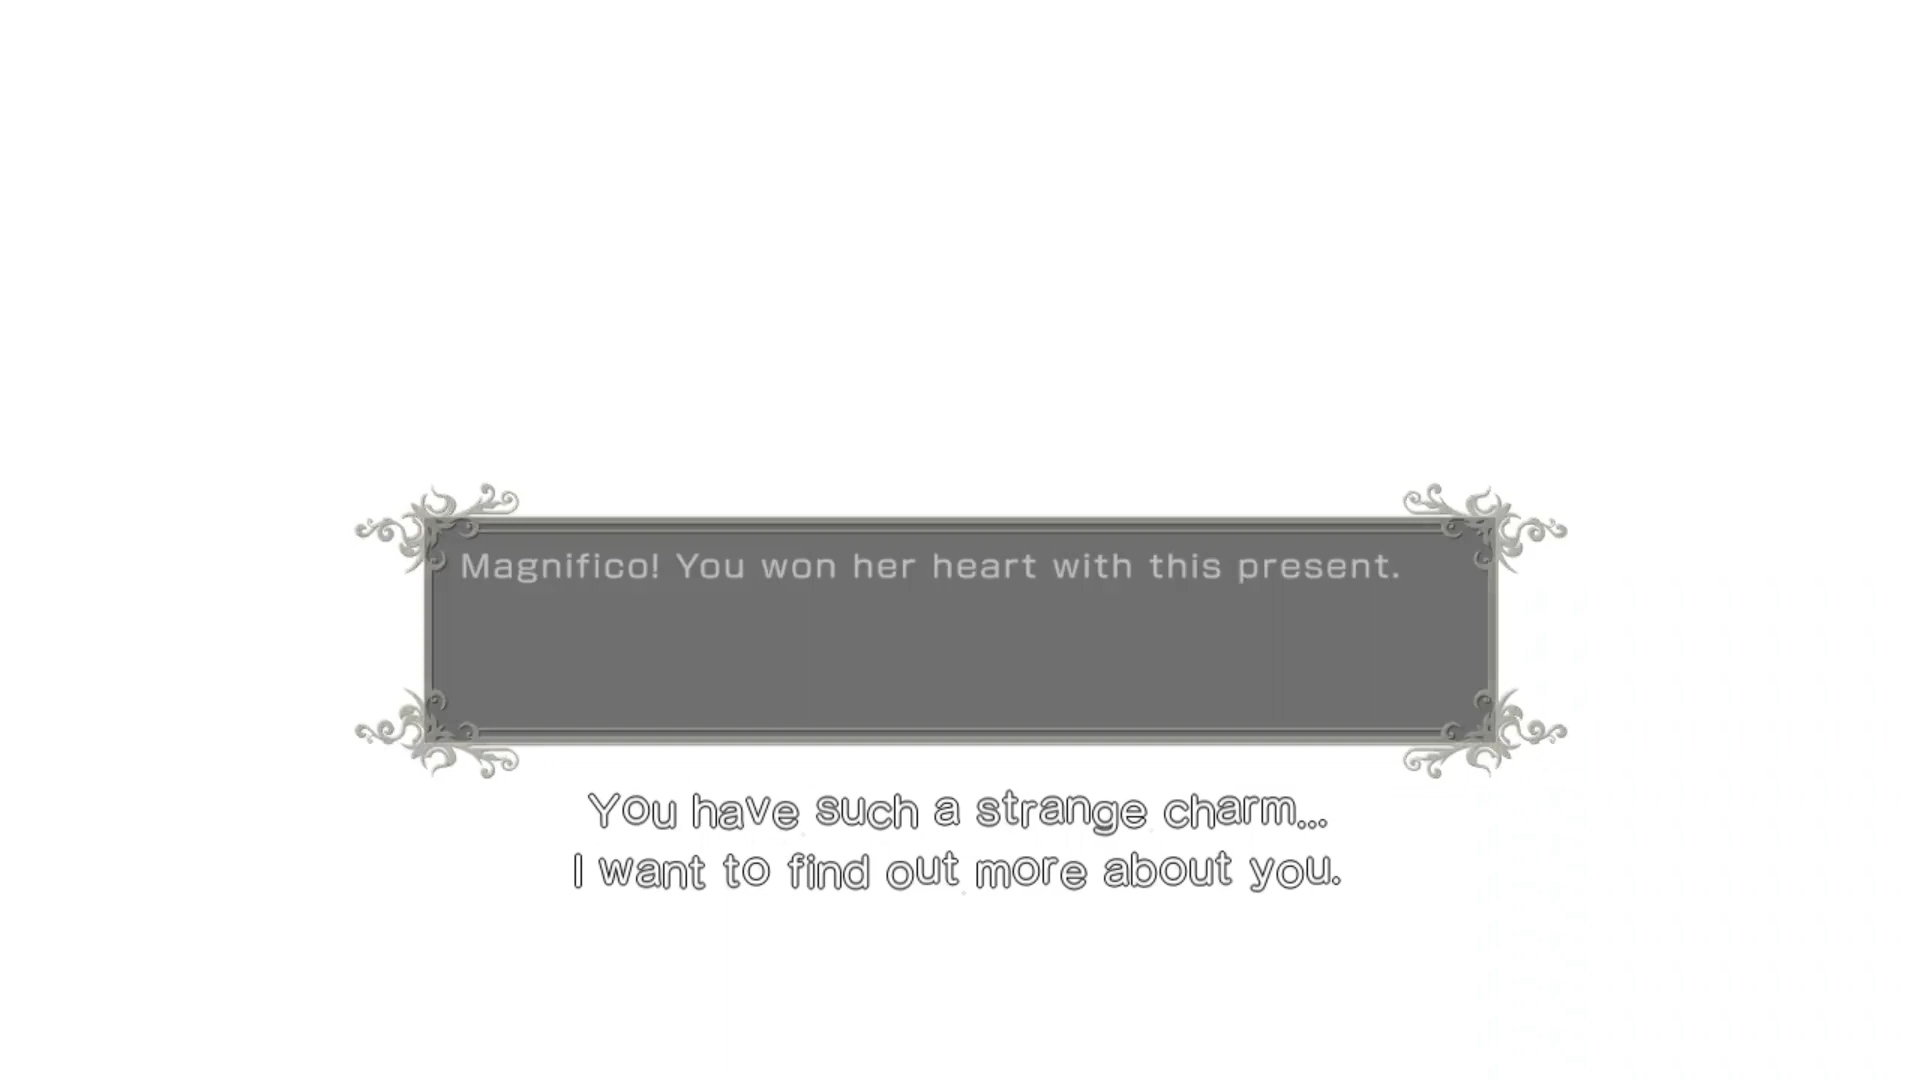 Magnifico! You won her heart with this present.
You have such a strange charm...
I want to find out more about you.